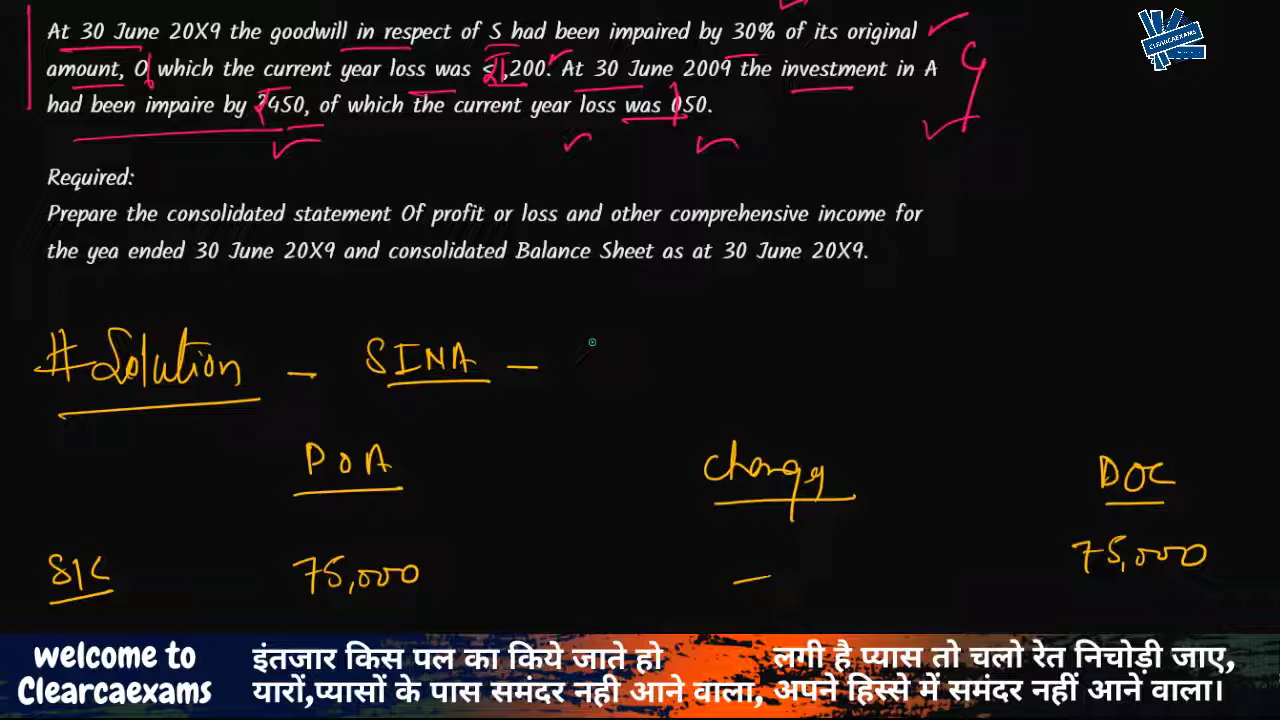 At 30 June 20X9 the goodwill in respect of S had been impaired by 30% of its original
amount, O which the current year loss was ,200. At 30 June 2009 the investment in A
had been impaire by 450, of which the current year loss was 050.
CLEARCAEXAMS
Required:
Prepare the consolidated statement Of profit or loss and other comprehensive income for
the yea ended 30 June 20X9 and consolidated Balance Sheet as at 30 June 20X9.
# Solution - SINA -
DOA Change DOC
S/C 75,000 - 75,000
welcome to
Clearcaexams
इंतजार किस पल का किये जाते हो
यारों,प्यासों के पास समंदर नही आने वाला,
लगी है प्यास तो चलो रेत निचोड़ी जाए,
अपने हिस्से में समंदर नहीं आने वाला।